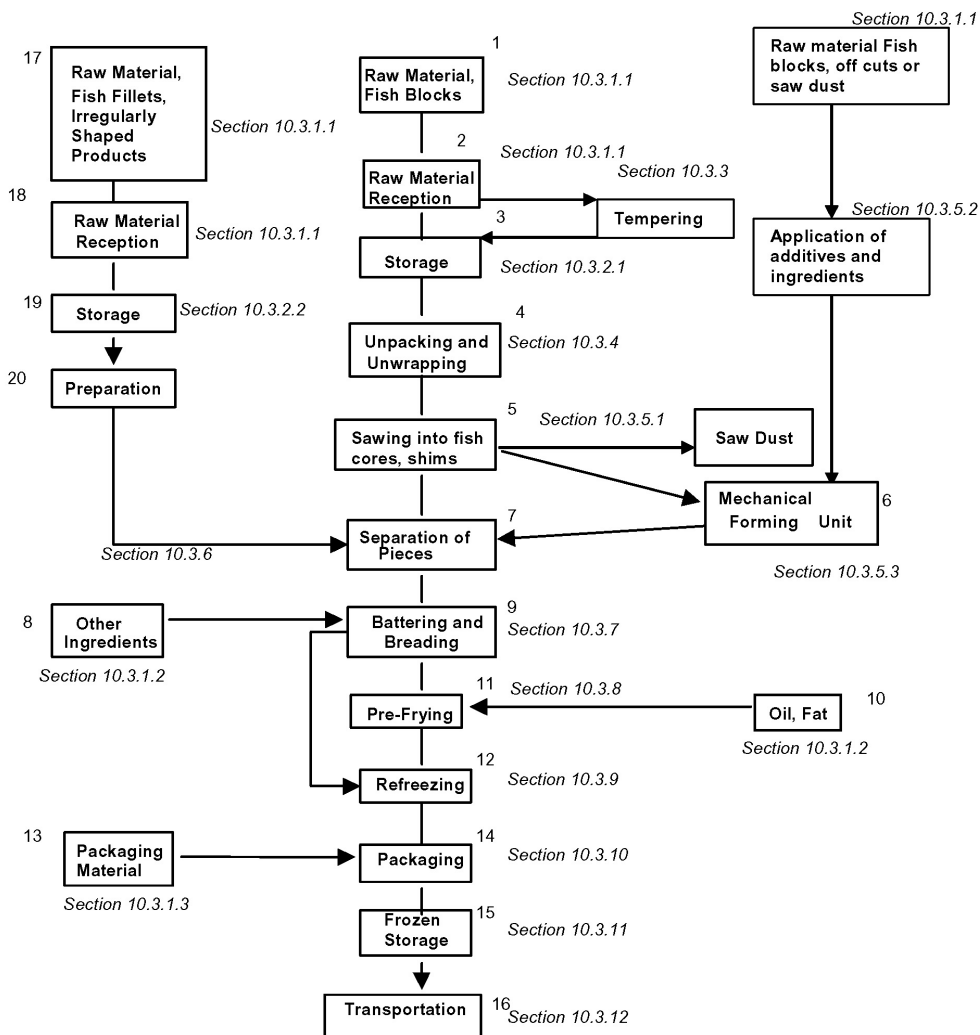 Section 10.3.1.1
17
Raw Material,
Fish Fillets,
Irregularly
Shaped
Products
Section 10.3.1.1
1
Raw Material,
Fish Blocks
Section 10.3.1.1
Raw material Fish
blocks, off cuts or
saw dust
2
Section 10.3.1.1
Raw Material
Reception
Section 10.3.3
Tempering
18
Raw Material
Reception
Section 10.3.1.1
3
Storage
Section 10.3.2.1
Section 10.3.5.2
Application of
additives and
ingredients
19
Storage
Section 10.3.2.2
4
Unpacking and
Unwrapping
Section 10.3.4
20
Preparation
5
Sawing into fish
cores, shims
Section 10.3.5.1
Saw Dust
6
Mechanical
Forming Unit
Section 10.3.5.3
7
Separation of
Pieces
Section 10.3.6
8
Other
Ingredients
Section 10.3.1.2
9
Battering and
Breading
Section 10.3.7
11
Pre-Frying
Section 10.3.8
10
Oil, Fat
Section 10.3.1.2
12
Refreezing
Section 10.3.9
13
Packaging
Material
Section 10.3.1.3
14
Packaging
Section 10.3.10
15
Frozen
Storage
Section 10.3.11
16
Transportation
Section 10.3.12